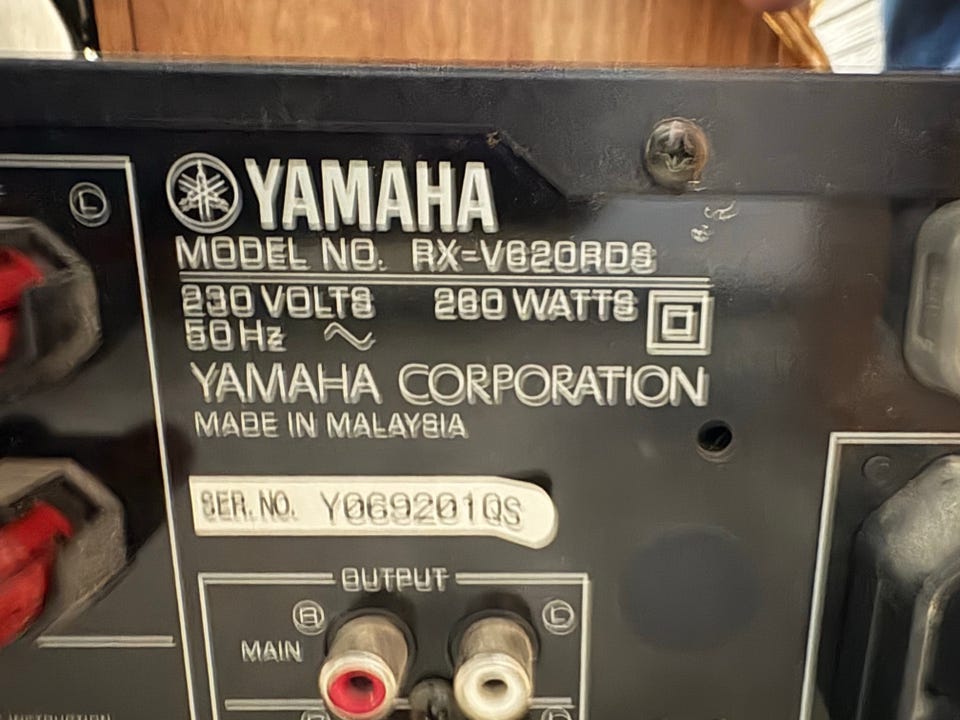 YAMAHA
MODEL NO. RX-V620RDS
230 VOLTS 260 WATTS
50 Hz
YAMAHA CORPORATION
MADE IN MALAYSIA
SER. NO. Y069201QS
OUTPUT
R L
MAIN
L